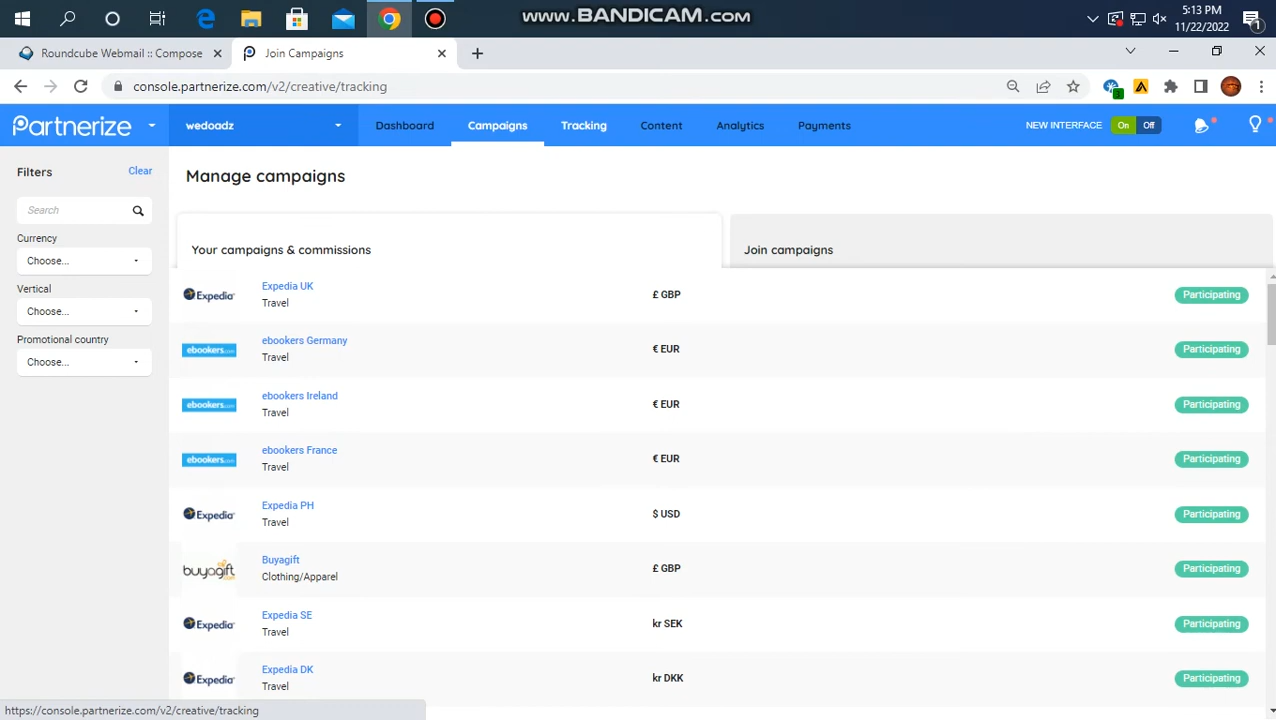 www.BANDICAM.com
5:13 PM
11/22/2022
1
Roundcube Webmail :: Compose
Join Campaigns
console.partnerize.com/v2/creative/tracking
Partnerize
wedoadz
Dashboard
Campaigns
Tracking
Content
Analytics
Payments
NEW INTERFACE
On
Off
Filters
Clear
Search
Currency
Choose...
Vertical
Choose...
Promotional country
Choose...
Manage campaigns
Your campaigns & commissions
Join campaigns
Expedia
Expedia UK
Travel
£ GBP
Participating
ebookers.com
ebookers Germany
Travel
€ EUR
Participating
ebookers.com
ebookers Ireland
Travel
€ EUR
Participating
ebookers.com
ebookers France
Travel
€ EUR
Participating
Expedia
Expedia PH
Travel
$ USD
Participating
buyagift
Buyagift
Clothing/Apparel
£ GBP
Participating
Expedia
Expedia SE
Travel
kr SEK
Participating
Expedia
Expedia DK
Travel
kr DKK
Participating
https://console.partnerize.com/v2/creative/tracking